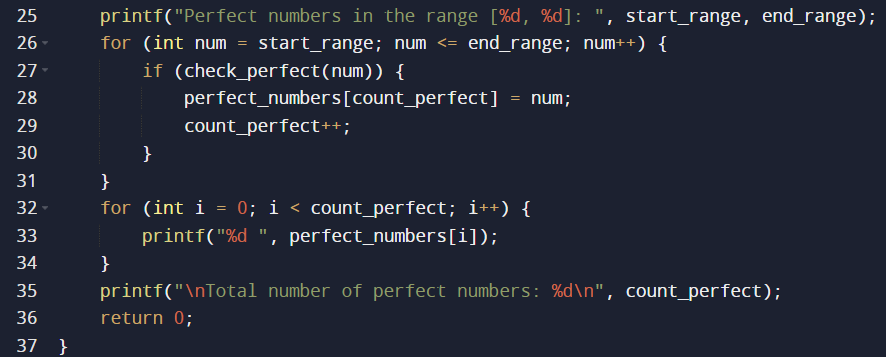 25 printf("Perfect numbers in the range [%d, %d]: ", start_range, end_range);
26 for (int num = start_range; num <= end_range; num++) {
27 if (check_perfect(num)) {
28 perfect_numbers[count_perfect] = num;
29 count_perfect++;
30 }
31 }
32 for (int i = 0; i < count_perfect; i++) {
33 printf("%d ", perfect_numbers[i]);
34 }
35 printf("\nTotal number of perfect numbers: %d\n", count_perfect);
36 return 0;
37 }